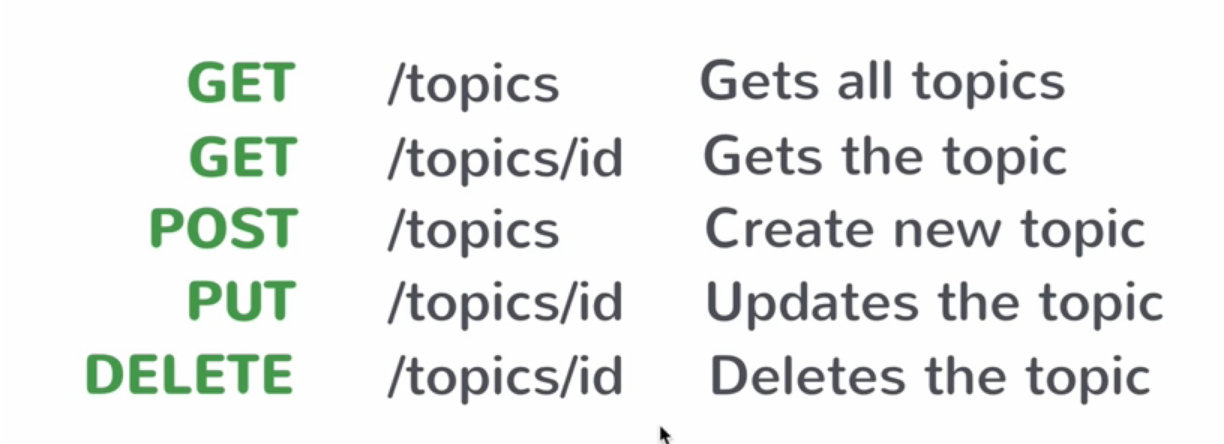 GET /topics Gets all topics
GET /topics/id Gets the topic
POST /topics Create new topic
PUT /topics/id Updates the topic
DELETE /topics/id Deletes the topic